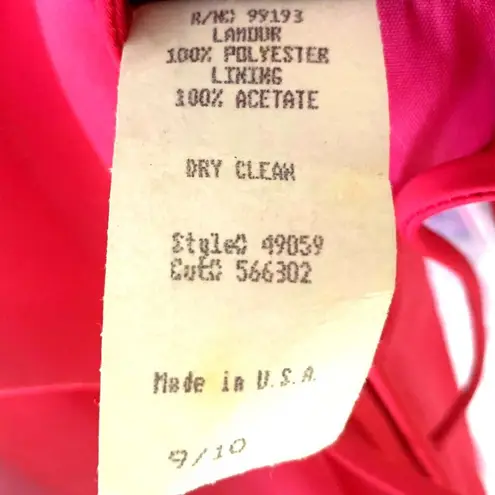 R/N# 99193
LAMOUR
100% POLYESTER
LINING
100% ACETATE
DRY CLEAN
Style# 49059
Cut# 566302
Made in U.S.A.
9/10